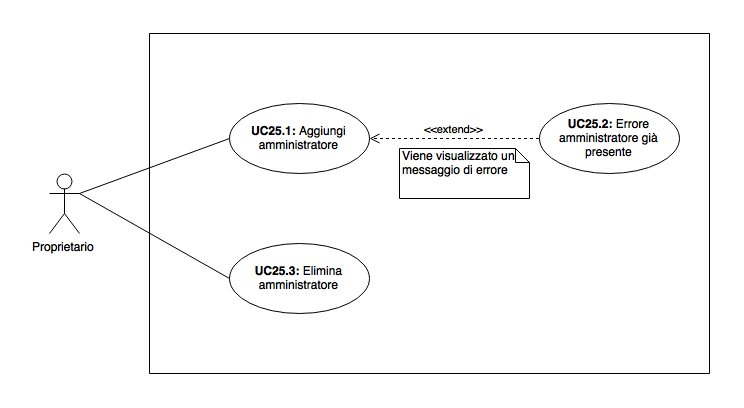 UC25.1: Aggiungi
amministratore
<<extend>>
UC25.2: Errore
amministratore già
presente
Viene visualizzato un
messaggio di errore
Proprietario
UC25.3: Elimina
amministratore